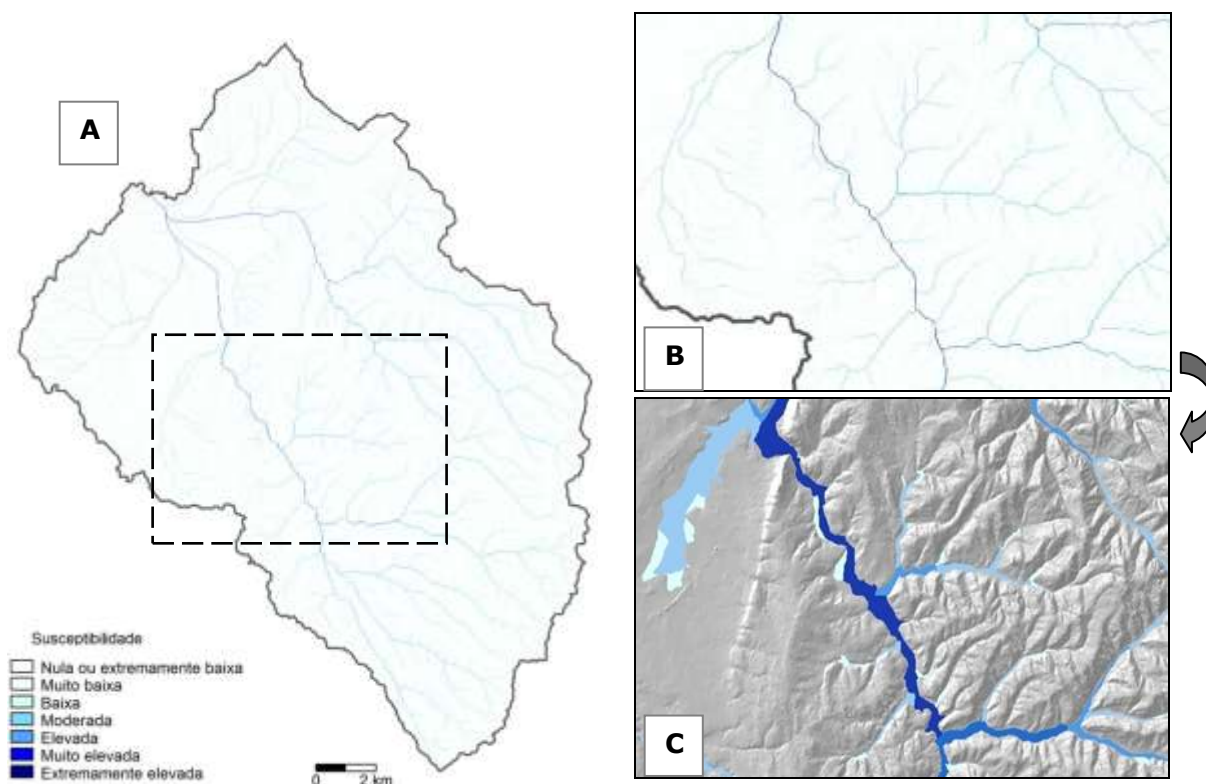 A
Susceptibilidade
Nula ou extremamente baixa
Muito baixa
Baixa
Moderada
Elevada
Muito elevada
Extremamente elevada
0 2 km
B
C